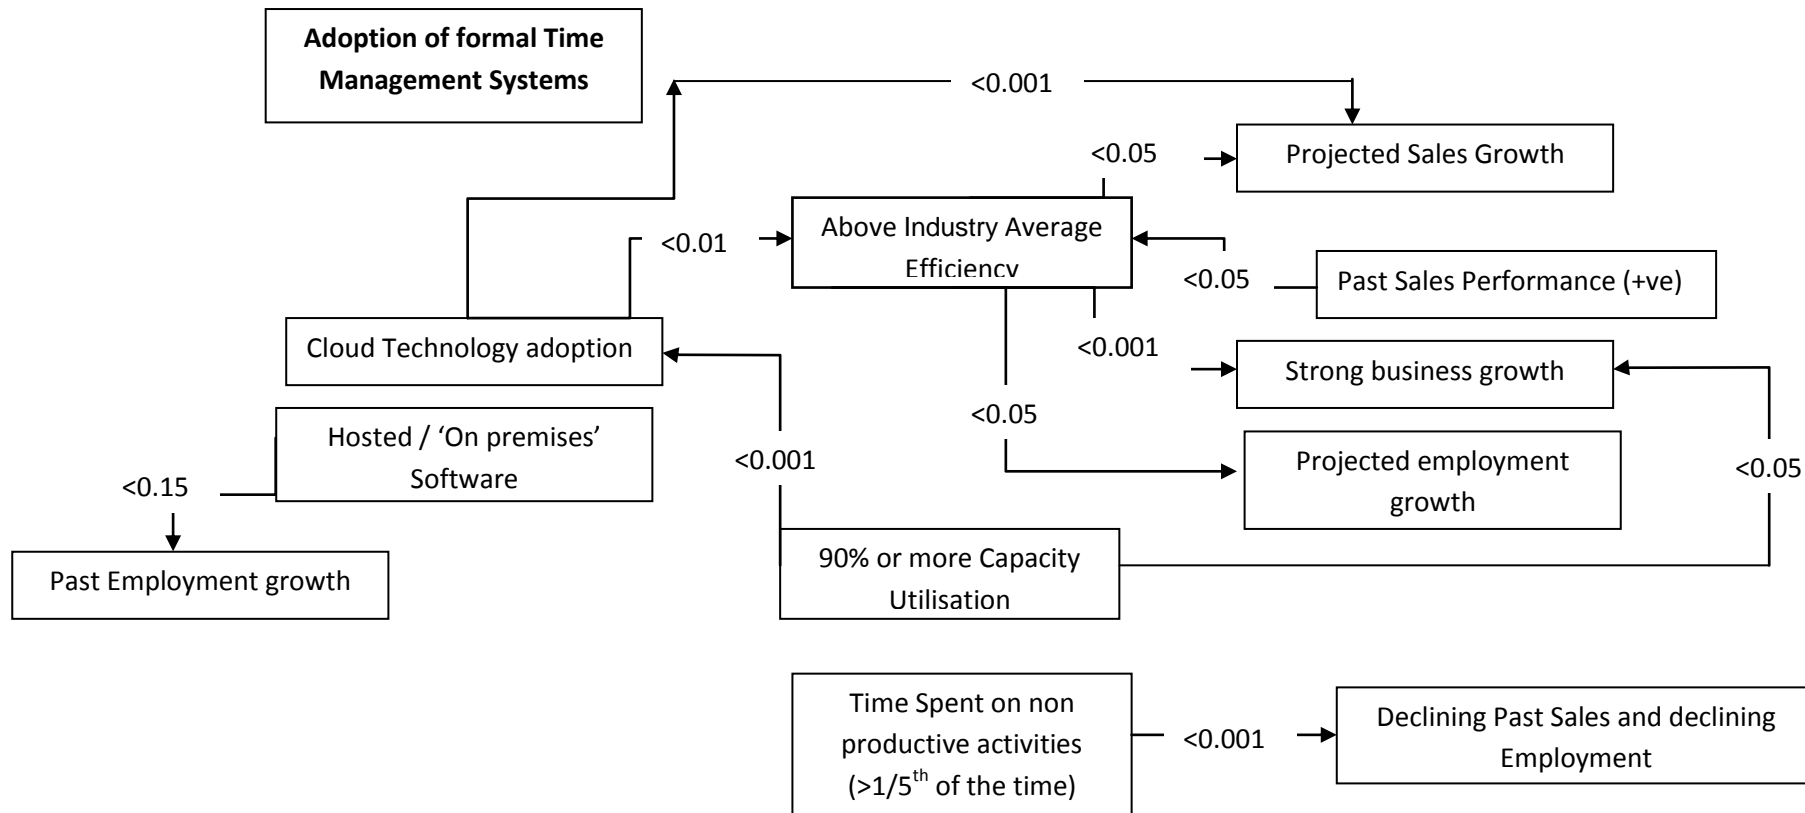 Adoption of formal Time
Management Systems
<0.001
<0.05
Projected Sales Growth
Above Industry Average
Efficiency
<0.01
<0.05
Past Sales Performance (+ve)
Cloud Technology adoption
<0.001
Strong business growth
Hosted / ‘On premises’
Software
<0.05
<0.001
Projected employment
growth
<0.05
<0.15
Past Employment growth
90% or more Capacity
Utilisation
Time Spent on non
productive activities
(>1/5th of the time)
<0.001
Declining Past Sales and declining
Employment